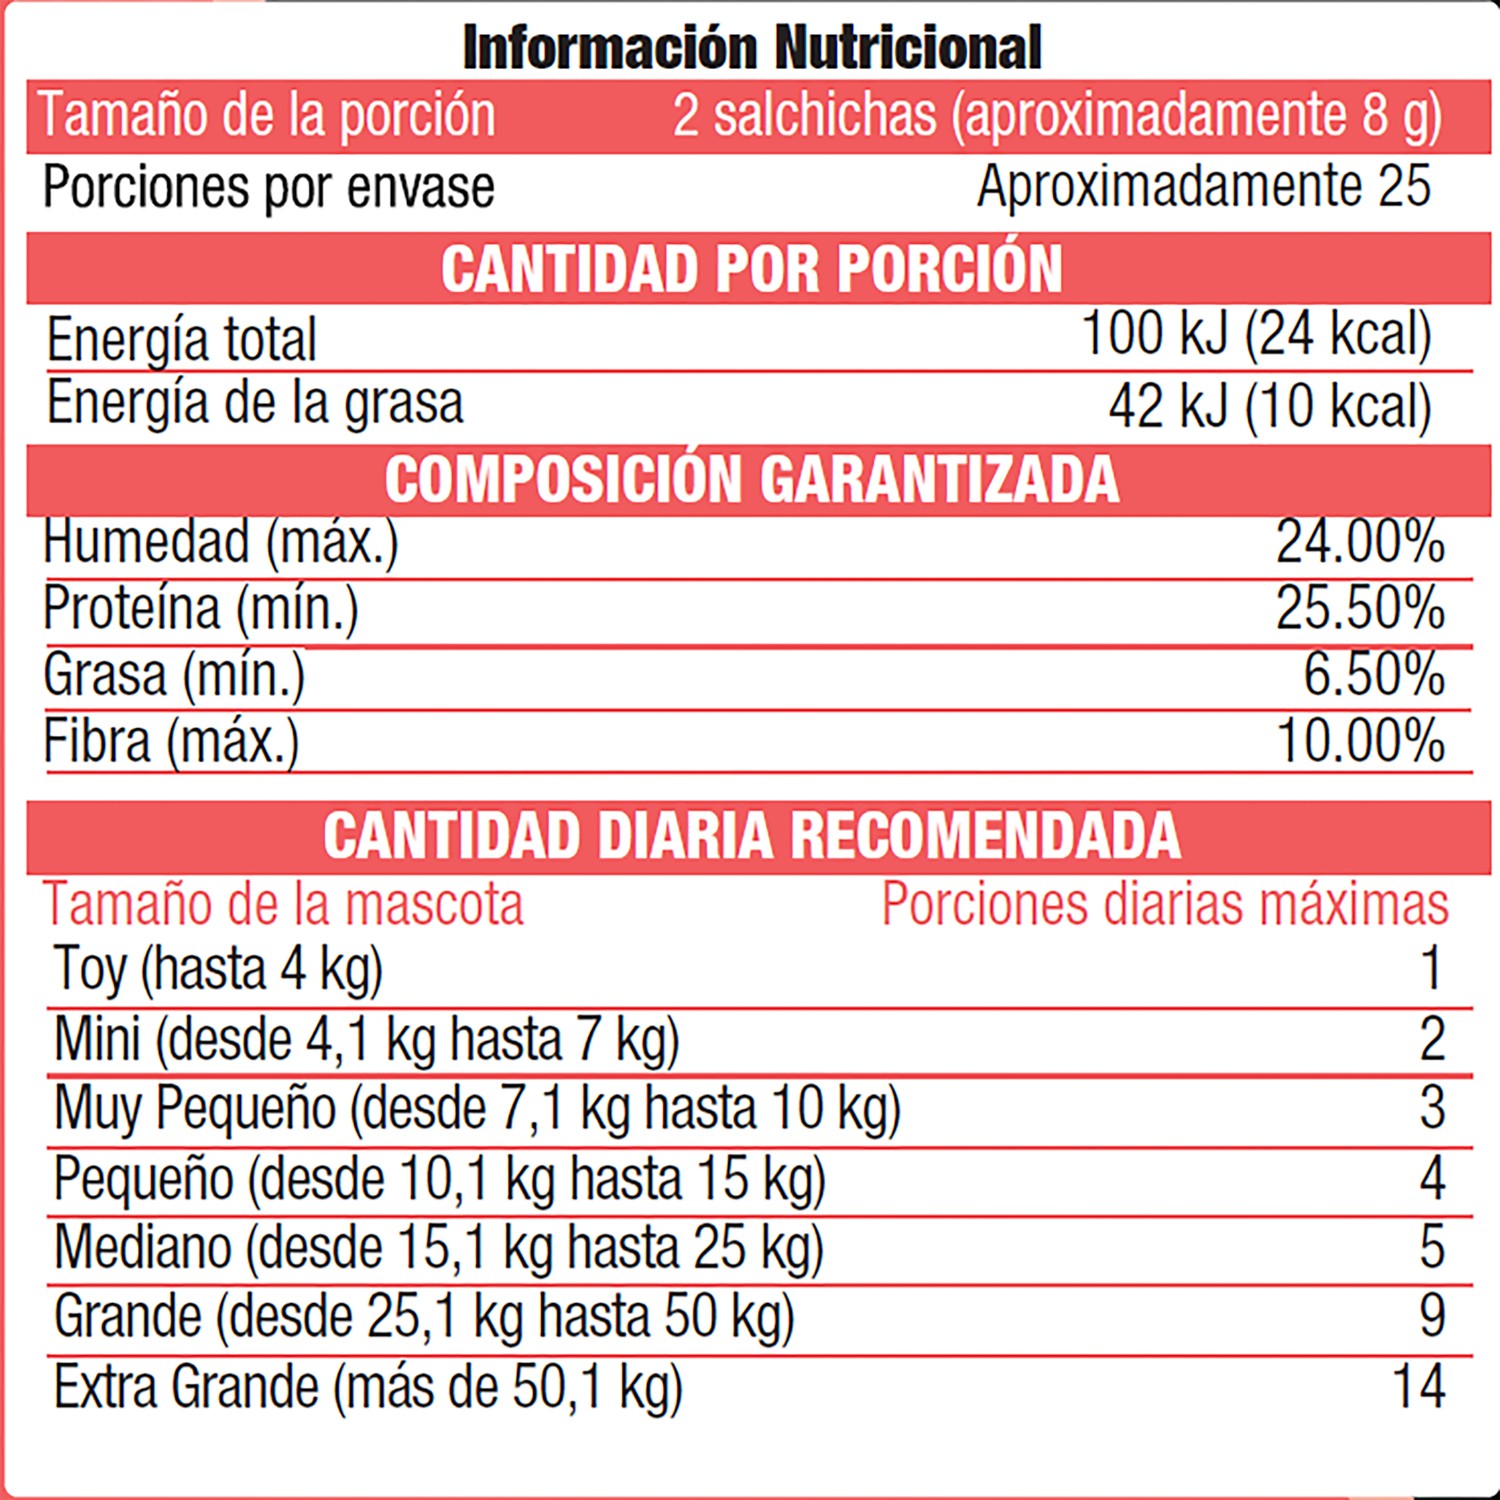 Información Nutricional
Tamaño de la porción 2 salchichas (aproximadamente 8 g)
Porciones por envase Aproximadamente 25
CANTIDAD POR PORCIÓN
Energía total 100 kJ (24 kcal)
Energía de la grasa 42 kJ (10 kcal)
COMPOSICIÓN GARANTIZADA
Humedad (máx.) 24.00%
Proteína (mín.) 25.50%
Grasa (mín.) 6.50%
Fibra (máx.) 10.00%
CANTIDAD DIARIA RECOMENDADA
Tamaño de la mascota Porciones diarias máximas
Toy (hasta 4 kg) 1
Mini (desde 4,1 kg hasta 7 kg) 2
Muy Pequeño (desde 7,1 kg hasta 10 kg) 3
Pequeño (desde 10,1 kg hasta 15 kg) 4
Mediano (desde 15,1 kg hasta 25 kg) 5
Grande (desde 25,1 kg hasta 50 kg) 9
Extra Grande (más de 50,1 kg) 14